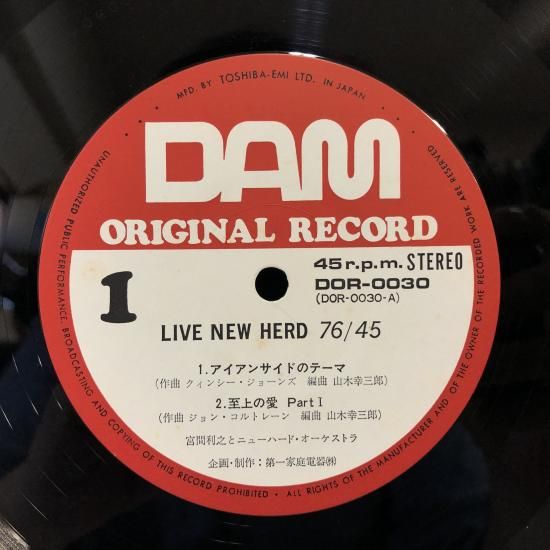 MFD. BY TOSHIBA-EMI LTD. IN JAPAN
DAM
ORIGINAL RECORD
45 r.p.m. STEREO
DOR-0030
(DOR-0030-A)
1
LIVE NEW HERD 76/45
1.アイアンサイドのテーマ
(作曲 クィンシー・ジョーンズ 編曲 山木幸三郎)
2.至上の愛 Part I
(作曲 ジョン・コルトレーン 編曲 山木幸三郎)
宮間利之とニューハード・オーケストラ
企画・制作:第一家庭電器㈱
UNAUTHORIZED PUBLIC PERFORMANCE, BROADCASTING AND COPYING OF THIS RECORD PROHIBITED • ALL RIGHTS OF THE MANUFACTURER AND OF THE OWNER OF THE RECORDED WORK ARE RESERVED